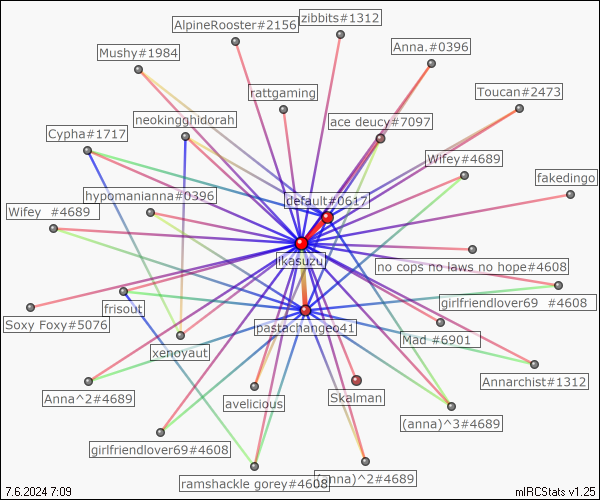 AlpineRooster#2156
zibbits#1312
Mushy#1984
Anna.#0396
rattgaming
Toucan#2473
neokingghidorah
ace deucy#7097
Cypha#1717
Wifey#4689
fakedingo
hypomanianna#0396
default#0617
Wifey  #4689
Ikasuzu
no cops no laws no hope#4608
girlfriendlover69  #4608
frisout
Soxy Foxy#5076
pastachangeo41
Mad #6901
xenoyaut
Annarchist#1312
Anna^2#4689
avelicious
Skalman
(anna)^3#4689
girlfriendlover69#4608
ramshackle gorey#4608
(anna)^2#4689
7.6.2024 7:09
mIRCStats v1.25